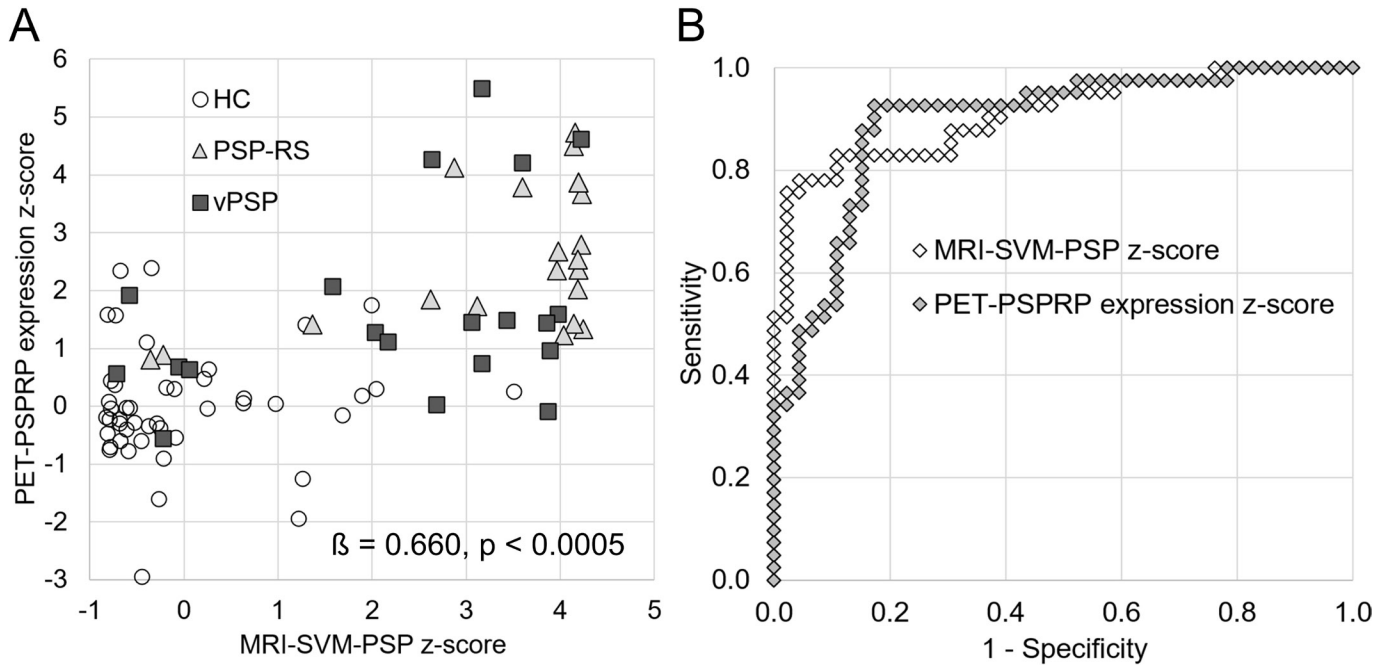 A
PET-PSPRP expression z-score
6
5
4
3
2
1
0
-1
-2
-3
HC
PSP-RS
vPSP
ß = 0.660, p < 0.0005
-1 0 1 2 3 4 5
MRI-SVM-PSP z-score
B
Sensitivity
1.0
0.8
0.6
0.4
0.2
0.0
MRI-SVM-PSP z-score
PET-PSPRP expression z-score
0.0 0.2 0.4 0.6 0.8 1.0
1 - Specificity